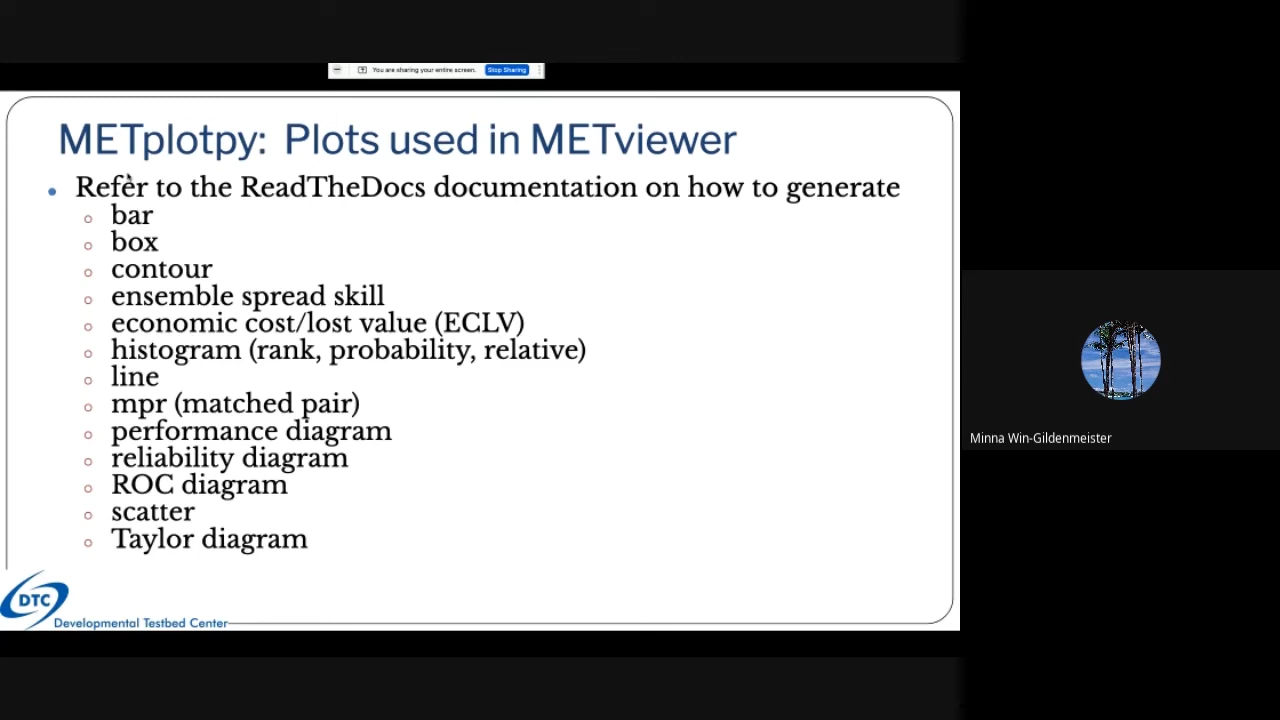 You are sharing your entire screen. Stop Sharing
METplotpy: Plots used in METviewer
Refer to the ReadTheDocs documentation on how to generate
bar
box
contour
ensemble spread skill
economic cost/lost value (ECLV)
histogram (rank, probability, relative)
line
mpr (matched pair)
performance diagram
reliability diagram
ROC diagram
scatter
Taylor diagram
DTC
Developmental Testbed Center
Minna Win-Gildenmeister